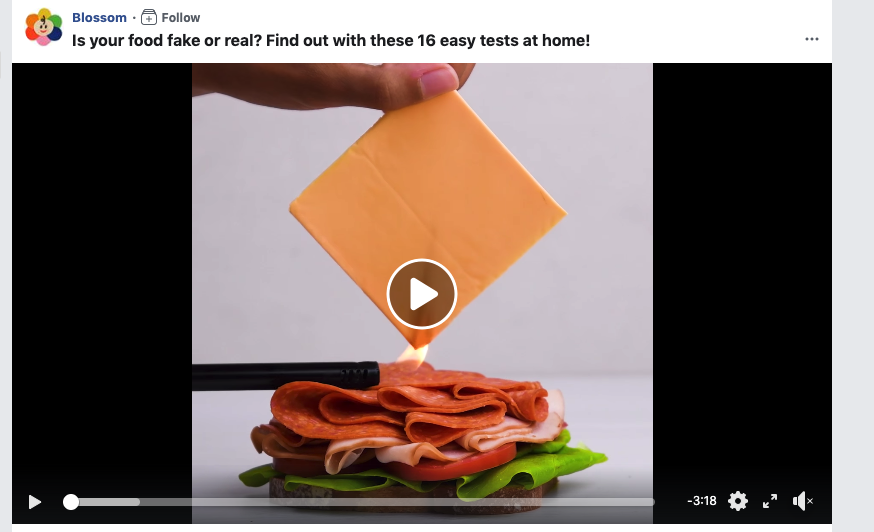 Blossom · Follow
Is your food fake or real? Find out with these 16 easy tests at home!
-3:18